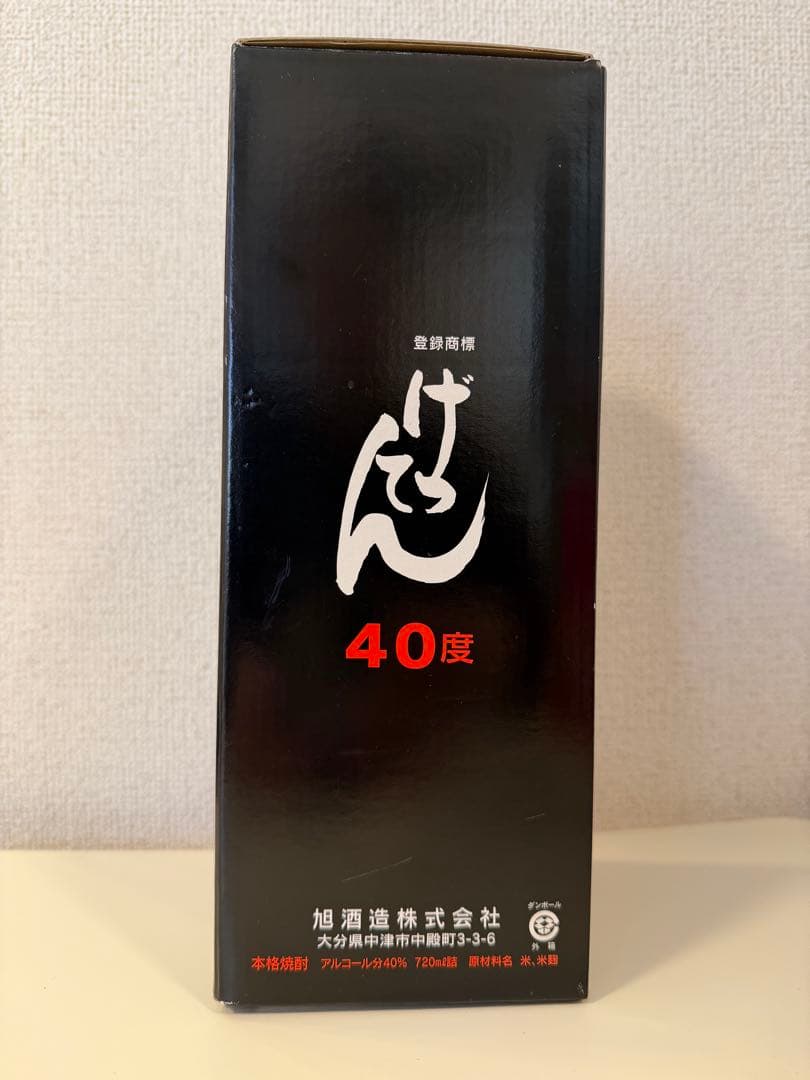 登録商標
げってん
40度
旭酒造株式会社
大分県中津市中殿町3-3-6
本格焼酎 アルコール分40% 720mℓ詰 原材料名 米、米麹
ダンボール
外箱